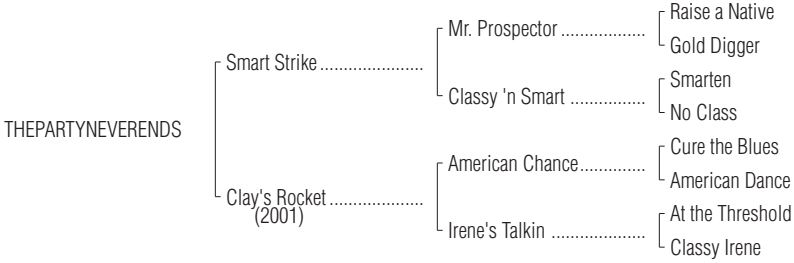 Raise a Native
Mr. Prospector ..................
Gold Digger
Smart Strike ......................
Smarten
Classy 'n Smart ................
No Class
THEPARTYNEVERENDS
Cure the Blues
American Chance..............
American Dance
Clay's Rocket ....................
(2001)
At the Threshold
Irene's Talkin ....................
Classy Irene